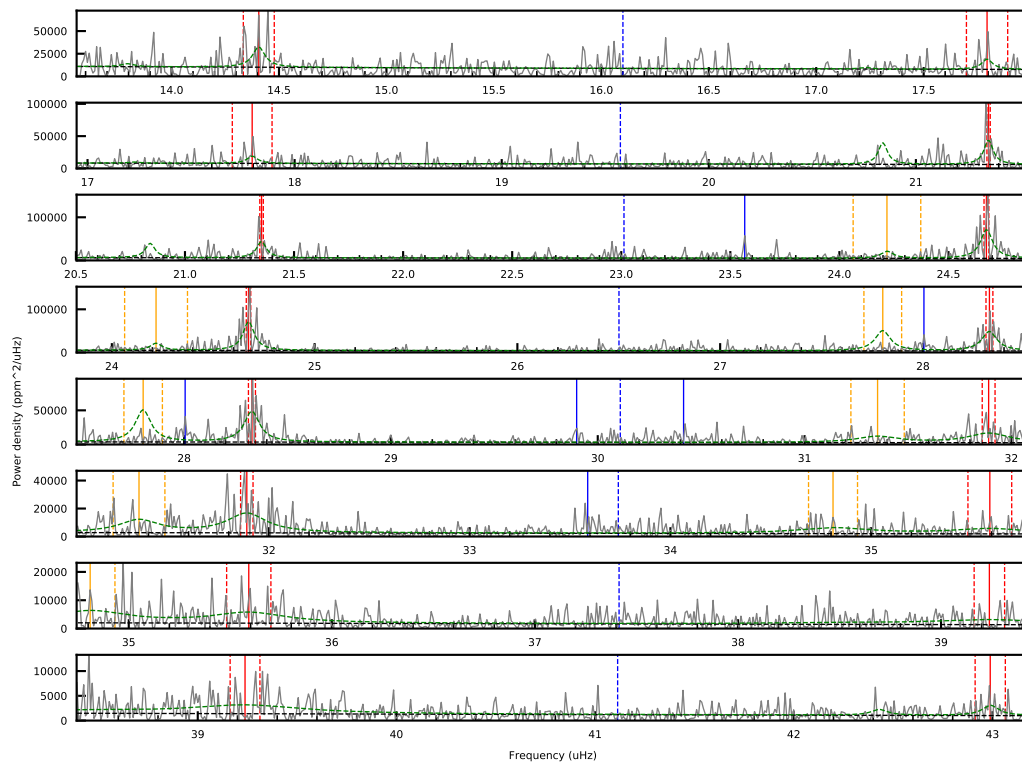 50000
25000
0
14.0 14.5 15.0 15.5 16.0 16.5 17.0 17.5
100000
50000
0
17 18 19 20 21
100000
0
20.5 21.0 21.5 22.0 22.5 23.0 23.5 24.0 24.5
100000
0
24 25 26 27 28
50000
0
28 29 30 31 32
40000
20000
0
32 33 34 35
20000
10000
0
35 36 37 38 39
10000
5000
0
39 40 41 42 43
Power density (ppm^2/uHz)
Frequency (uHz)